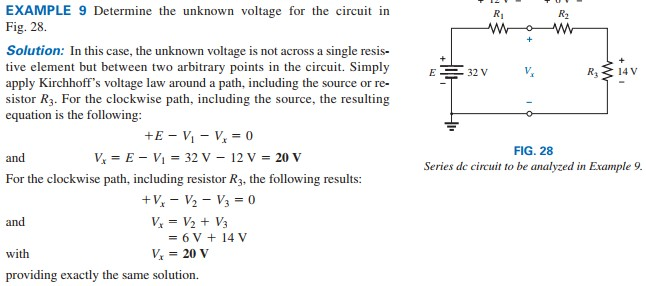 EXAMPLE 9 Determine the unknown voltage for the circuit in
Fig. 28.
Solution: In this case, the unknown voltage is not across a single resis-
tive element but between two arbitrary points in the circuit. Simply
apply Kirchhoff's voltage law around a path, including the source or re-
sistor R₃. For the clockwise path, including the source, the resulting
equation is the following:
+E − V₁ − Vₓ = 0
and Vₓ = E − V₁ = 32 V − 12 V = 20 V
For the clockwise path, including resistor R₃, the following results:
+Vₓ − V₂ − V₃ = 0
and Vₓ = V₂ + V₃
= 6 V + 14 V
with Vₓ = 20 V
providing exactly the same solution.
R₁ R₂
+ +
+
E 32 V Vₓ R₃ 14 V
− − −
FIG. 28
Series dc circuit to be analyzed in Example 9.